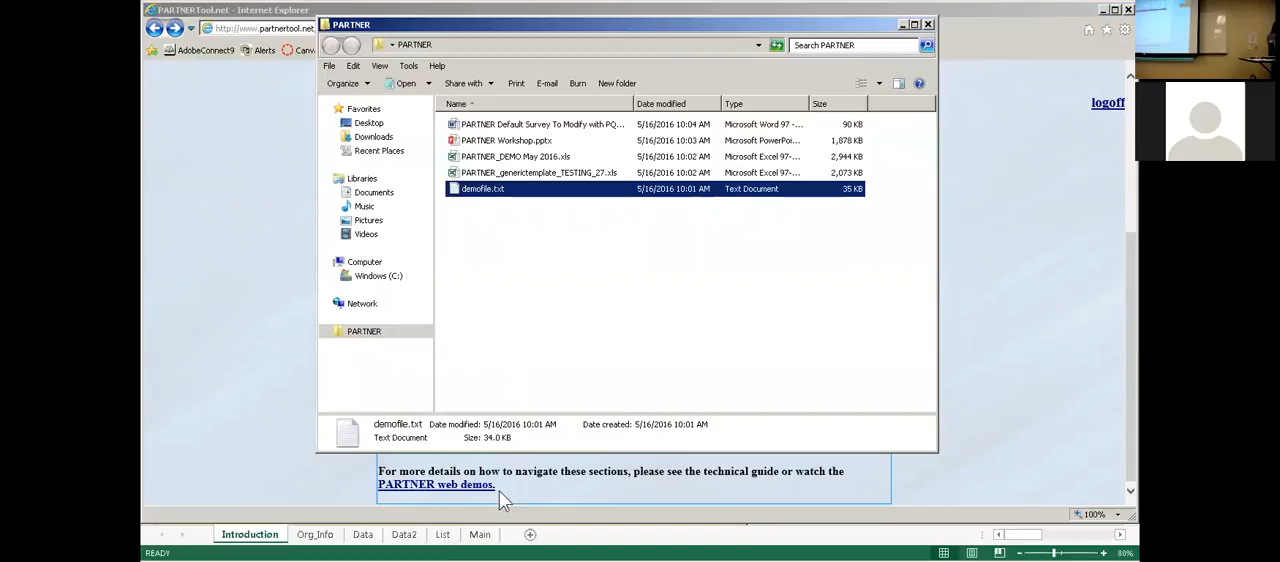 PARTNERTool.net - Internet Explorer
http://www.partnertool.net
AdobeConnect9 Alerts Canv
logoff
PARTNER
PARTNER
Search PARTNER
File Edit View Tools Help
Organize Open Share with Print E-mail Burn New folder
Name Date modified Type Size
PARTNER Default Survey To Modify with PQ... 5/16/2016 10:04 AM Microsoft Word 97 -... 90 KB
PARTNER Workshop.pptx 5/16/2016 10:03 AM Microsoft PowerPoi... 1,878 KB
PARTNER_DEMO May 2016.xls 5/16/2016 10:02 AM Microsoft Excel 97-... 2,944 KB
PARTNER_generictemplate_TESTING_27.xls 5/16/2016 10:02 AM Microsoft Excel 97-... 2,073 KB
demofile.txt 5/16/2016 10:01 AM Text Document 35 KB
Favorites
Desktop
Downloads
Recent Places
Libraries
Documents
Music
Pictures
Videos
Computer
Windows (C:)
Network
PARTNER
demofile.txt Date modified: 5/16/2016 10:01 AM Date created: 5/16/2016 10:01 AM
Text Document Size: 34.0 KB
For more details on how to navigate these sections, please see the technical guide or watch the
PARTNER web demos.
100%
Introduction Org_Info Data Data2 List Main
READY 80%